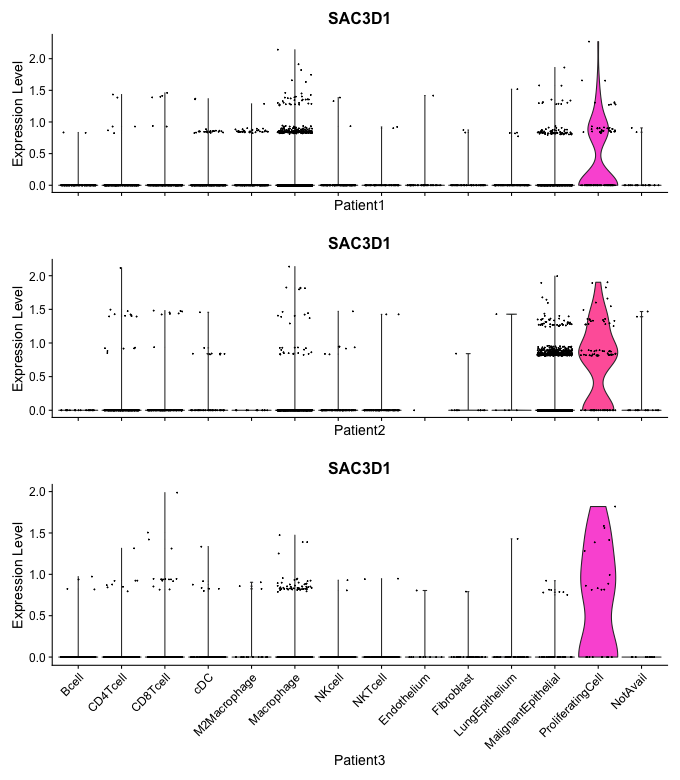 SAC3D1
Expression Level
2.0
1.5
1.0
0.5
0.0
Patient1
SAC3D1
Expression Level
2.0
1.5
1.0
0.5
0.0
Patient2
SAC3D1
Expression Level
2.0
1.5
1.0
0.5
0.0
Bcell
CD4Tcell
CD8Tcell
cDC
M2Macrophage
Macrophage
NKcell
NKTcell
Endothelium
Fibroblast
LungEpithelium
MalignantEpithelial
ProliferatingCell
NotAvail
Patient3